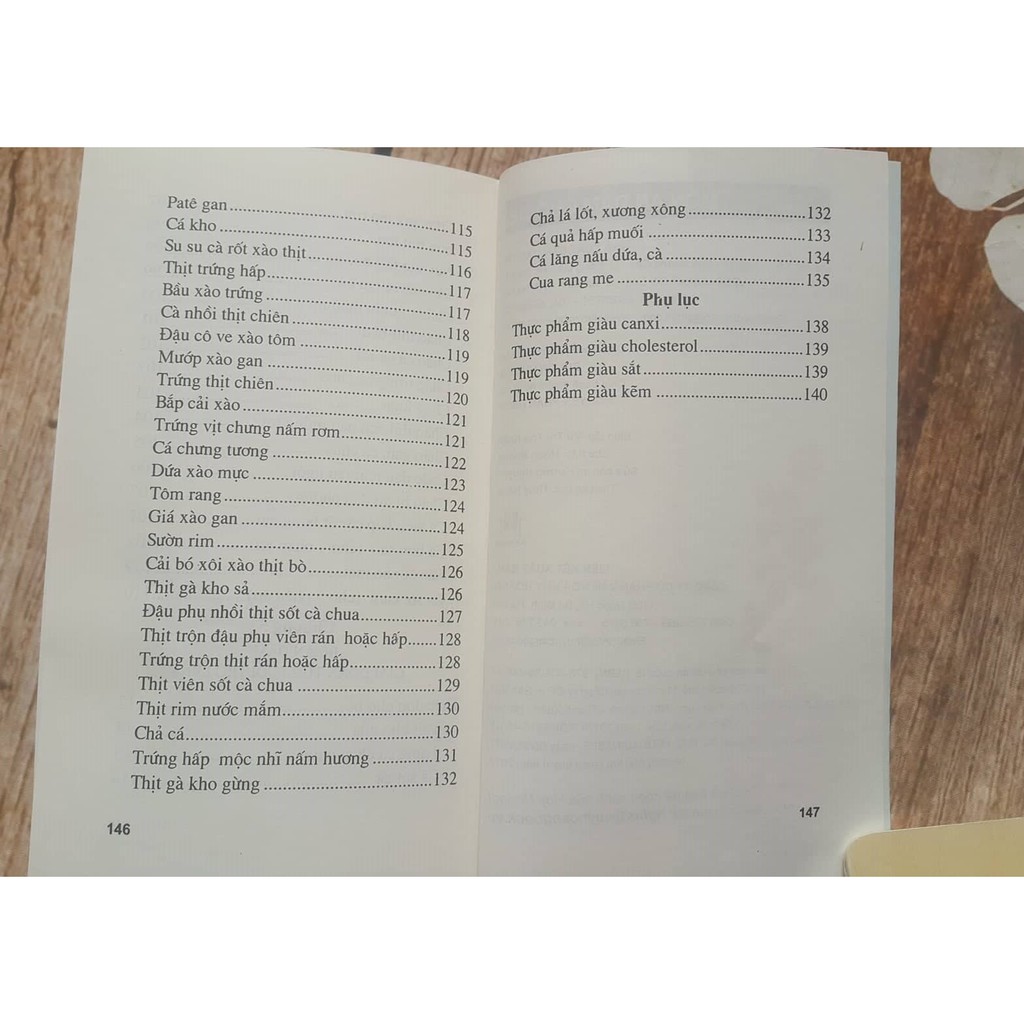 Patê gan.....115
Cá kho.....115
Su su cà rốt xào thịt.....116
Thịt trứng hấp.....117
Bầu xào trứng.....117
Cà nhồi thịt chiên.....118
Đậu cô ve xào tôm.....119
Mướp xào gan.....119
Trứng thịt chiên.....120
Bắp cải xào.....121
Trứng vịt chưng nấm rơm.....121
Cá chưng tương.....122
Dứa xào mực.....123
Tôm rang.....124
Giá xào gan.....124
Sườn rim.....125
Cải bó xôi xào thịt bò.....126
Thịt gà kho sả.....126
Đậu phụ nhồi thịt sốt cà chua.....127
Thịt trộn đậu phụ viên rán hoặc hấp.....128
Trứng trộn thịt rán hoặc hấp.....128
Thịt viên sốt cà chua.....129
Thịt rim nước mắm.....130
Chả cá.....130
Trứng hấp mộc nhĩ nấm hương.....131
Thịt gà kho gừng.....132
146
Chả lá lốt, xương xông.....132
Cá quả hấp muối.....133
Cá lăng nấu dứa, cà.....134
Cua rang me.....135
Phụ lục
Thực phẩm giàu canxi.....138
Thực phẩm giàu cholesterol.....139
Thực phẩm giàu sắt.....139
Thực phẩm giàu kẽm.....140
147